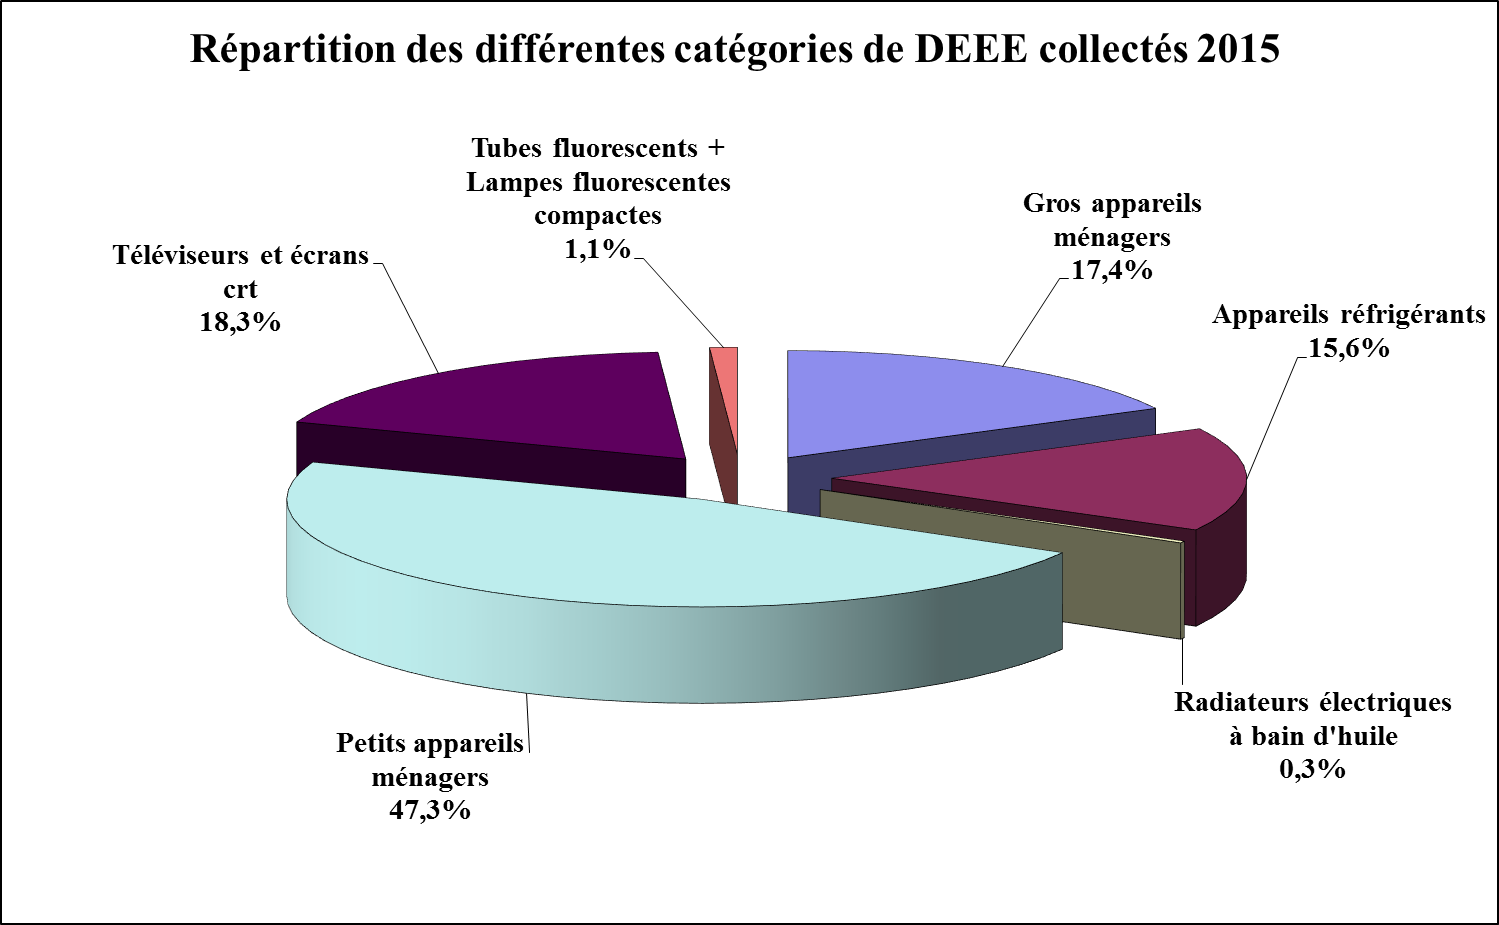 Répartition des différentes catégories de DEEE collectés 2015
Tubes fluorescents +
Lampes fluorescentes
compactes
1,1%
Gros appareils
ménagers
17,4%
Téléviseurs et écrans
crt
18,3%
Appareils réfrigérants
15,6%
Radiateurs électriques
à bain d'huile
0,3%
Petits appareils
ménagers
47,3%